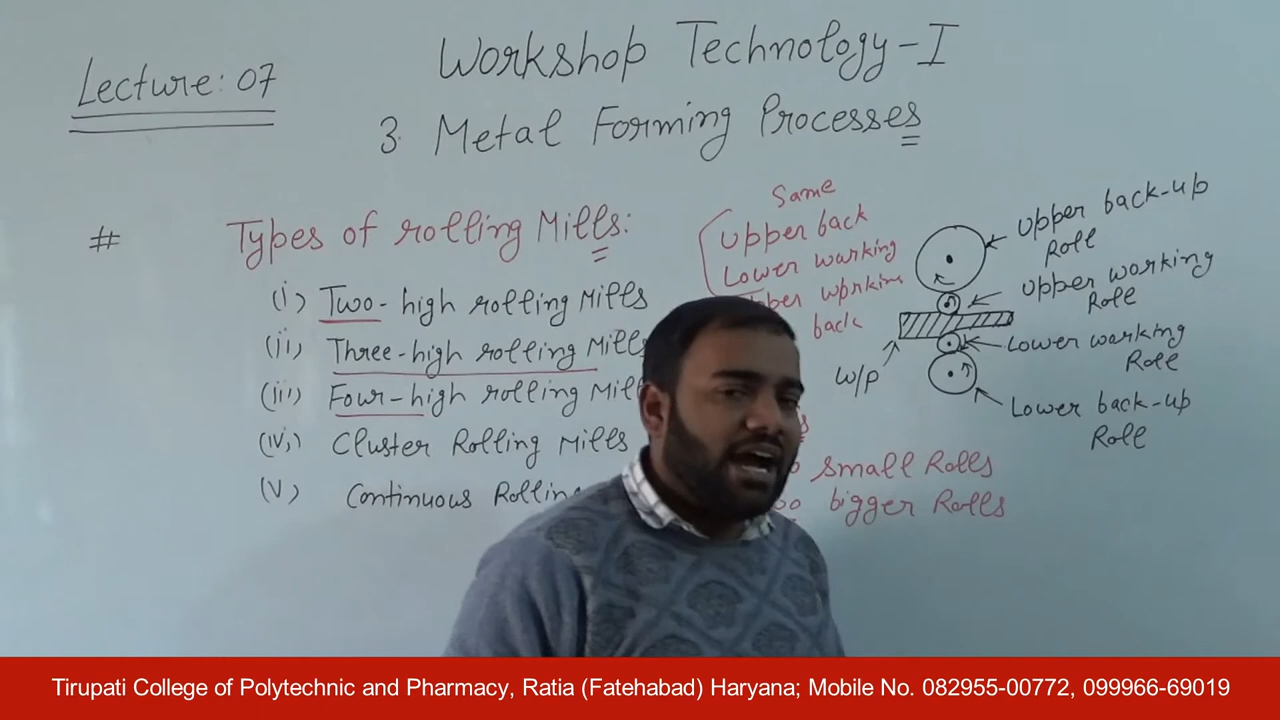 Lecture: 07
Workshop Technology-I
3. Metal Forming Processes
# Types of rolling Mills:
(i) Two-high rolling Mills
(ii) Three-high rolling Mills
(iii) Four-high rolling Mill
(iv) Cluster Rolling Mills
(v) Continuous Rolling
Same
Upper back
Lower warking
back
Upper back-up
Roll
Upper working
Roll
Lower working
Roll
Lower back-up
Roll
W/P
small Rolls
bigger Rolls
Tirupati College of Polytechnic and Pharmacy, Ratia (Fatehabad) Haryana; Mobile No. 082955-00772, 099966-69019